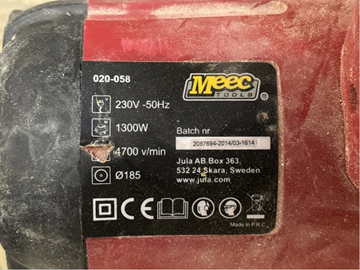 020-058
Meec
TOOLS
230V -50Hz
1300W
4700 v/min
Ø185
Batch nr
2087694-2014/03-1614
Jula AB.Box 363,
532 24 Skara, Sweden
www.jula.com
CE
Made in P.R.C.